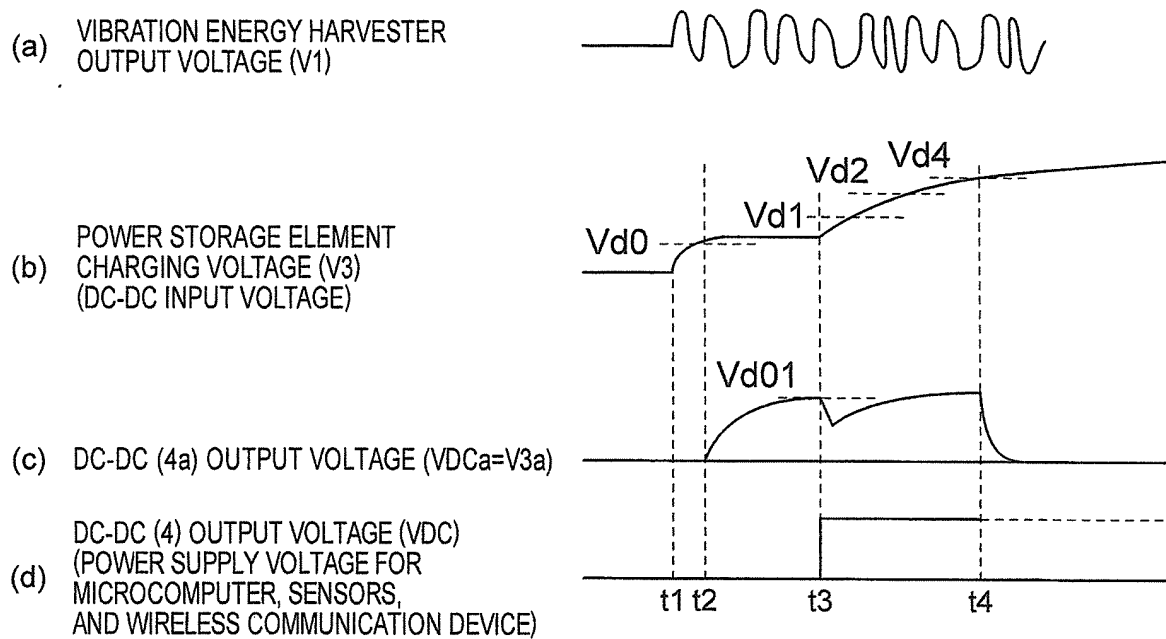 (a) VIBRATION ENERGY HARVESTER
OUTPUT VOLTAGE (V1)
Vd4
Vd2
Vd1
Vd0
(b) POWER STORAGE ELEMENT
CHARGING VOLTAGE (V3)
(DC-DC INPUT VOLTAGE)
Vd01
(c) DC-DC (4a) OUTPUT VOLTAGE (VDCa=V3a)
(d) DC-DC (4) OUTPUT VOLTAGE (VDC)
(POWER SUPPLY VOLTAGE FOR
MICROCOMPUTER, SENSORS,
AND WIRELESS COMMUNICATION DEVICE)
t1 t2 t3 t4